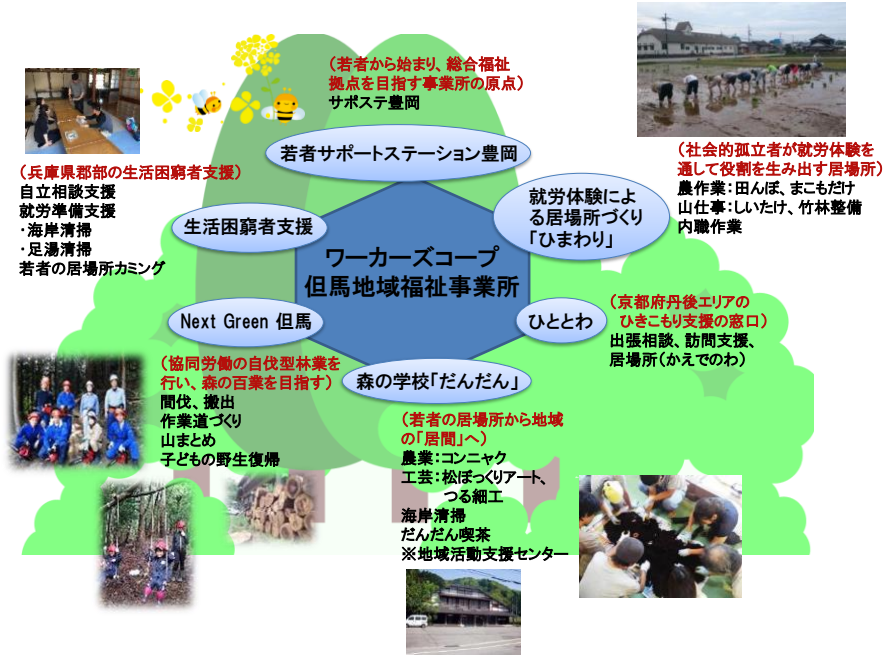 （若者から始まり、総合福祉
拠点を目指す事業所の原点）
サポステ豊岡
若者サポートステーション豊岡
（兵庫県郡部の生活困窮者支援）
自立相談支援
就労準備支援
・海岸清掃
・足湯清掃
若者の居場所カミング
生活困窮者支援
（社会的孤立者が就労体験を
通して役割を生み出す居場所）
農作業：田んぼ、まこもだけ
山仕事：しいたけ、竹林整備
内職作業
就労体験によ
る居場所づくり
「ひまわり」
ワーカーズコープ
但馬地域福祉事業所
Next Green 但馬
（協同労働の自伐型林業を
行い、森の百業を目指す）
間伐、搬出
作業道づくり
山まとめ
子どもの野生復帰
ひととわ
（京都府丹後エリアの
ひきこもり支援の窓口）
出張相談、訪問支援、
居場所（かえでのわ）
森の学校「だんだん」
（若者の居場所から地域
の「居間」へ）
農業：コンニャク
工芸：松ぼっくりアート、
つる細工
海岸清掃
だんだん喫茶
※地域活動支援センター